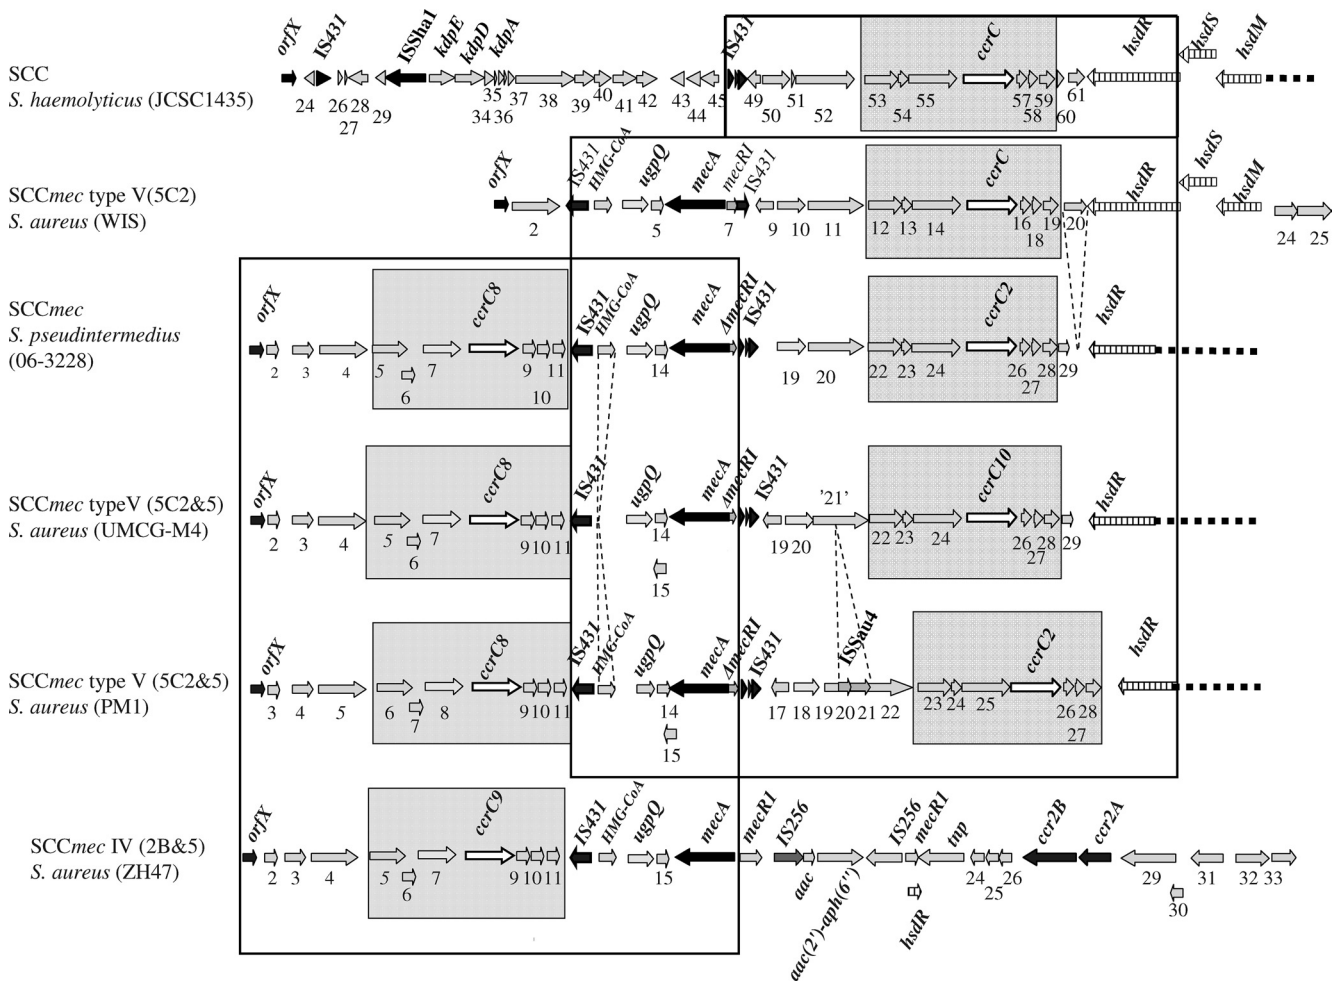 orfX IS431 ISSha1 kdpE kdpD kdpA IS431 ccrC hsdR hsdS hsdM
SCC
S. haemolyticus (JCSC1435)
24 26 27 28 29 34 35 36 37 38 39 40 41 42 43 44 45 49 50 51 52 53 54 55 57 58 59 60 61
orfX IS431 HMG-CoA ugpQ mecA mecRI IS431 ccrC hsdR hsdS hsdM
SCCmec type V(5C2)
S. aureus (WIS)
2 5 7 9 10 11 12 13 14 16 18 19 20 24 25
orfX ccrC8 IS431 HMG-CoA ugpQ mecA ΔmecRI IS431 ccrC2 hsdR
SCCmec
S. pseudintermedius
(06-3228)
2 3 4 5 6 7 9 10 11 14 19 20 22 23 24 26 27 28 29
orfX ccrC8 IS431 ugpQ mecA ΔmecRI IS431 '21' ccrC10 hsdR
SCCmec typeV (5C2&5)
S. aureus (UMCG-M4)
2 3 4 5 6 7 9 10 11 14 15 19 20 22 23 24 26 27 28 29
orfX ccrC8 IS431 HMG-CoA ugpQ mecA ΔmecRI IS431 ISSau4 ccrC2 hsdR
SCCmec type V (5C2&5)
S. aureus (PM1)
3 4 5 6 7 8 9 10 11 14 15 17 18 19 20 21 22 23 24 25 26 27 28
orfX ccrC9 IS431 HMG-CoA ugpQ mecA mecR1 IS256 IS256 mecR1 tnp ccr2B ccr2A
SCCmec IV (2B&5)
S. aureus (ZH47)
2 3 4 5 6 7 9 10 11 15 aac aac(2')-aph(6'') hsdR 24 25 26 29 30 31 32 33